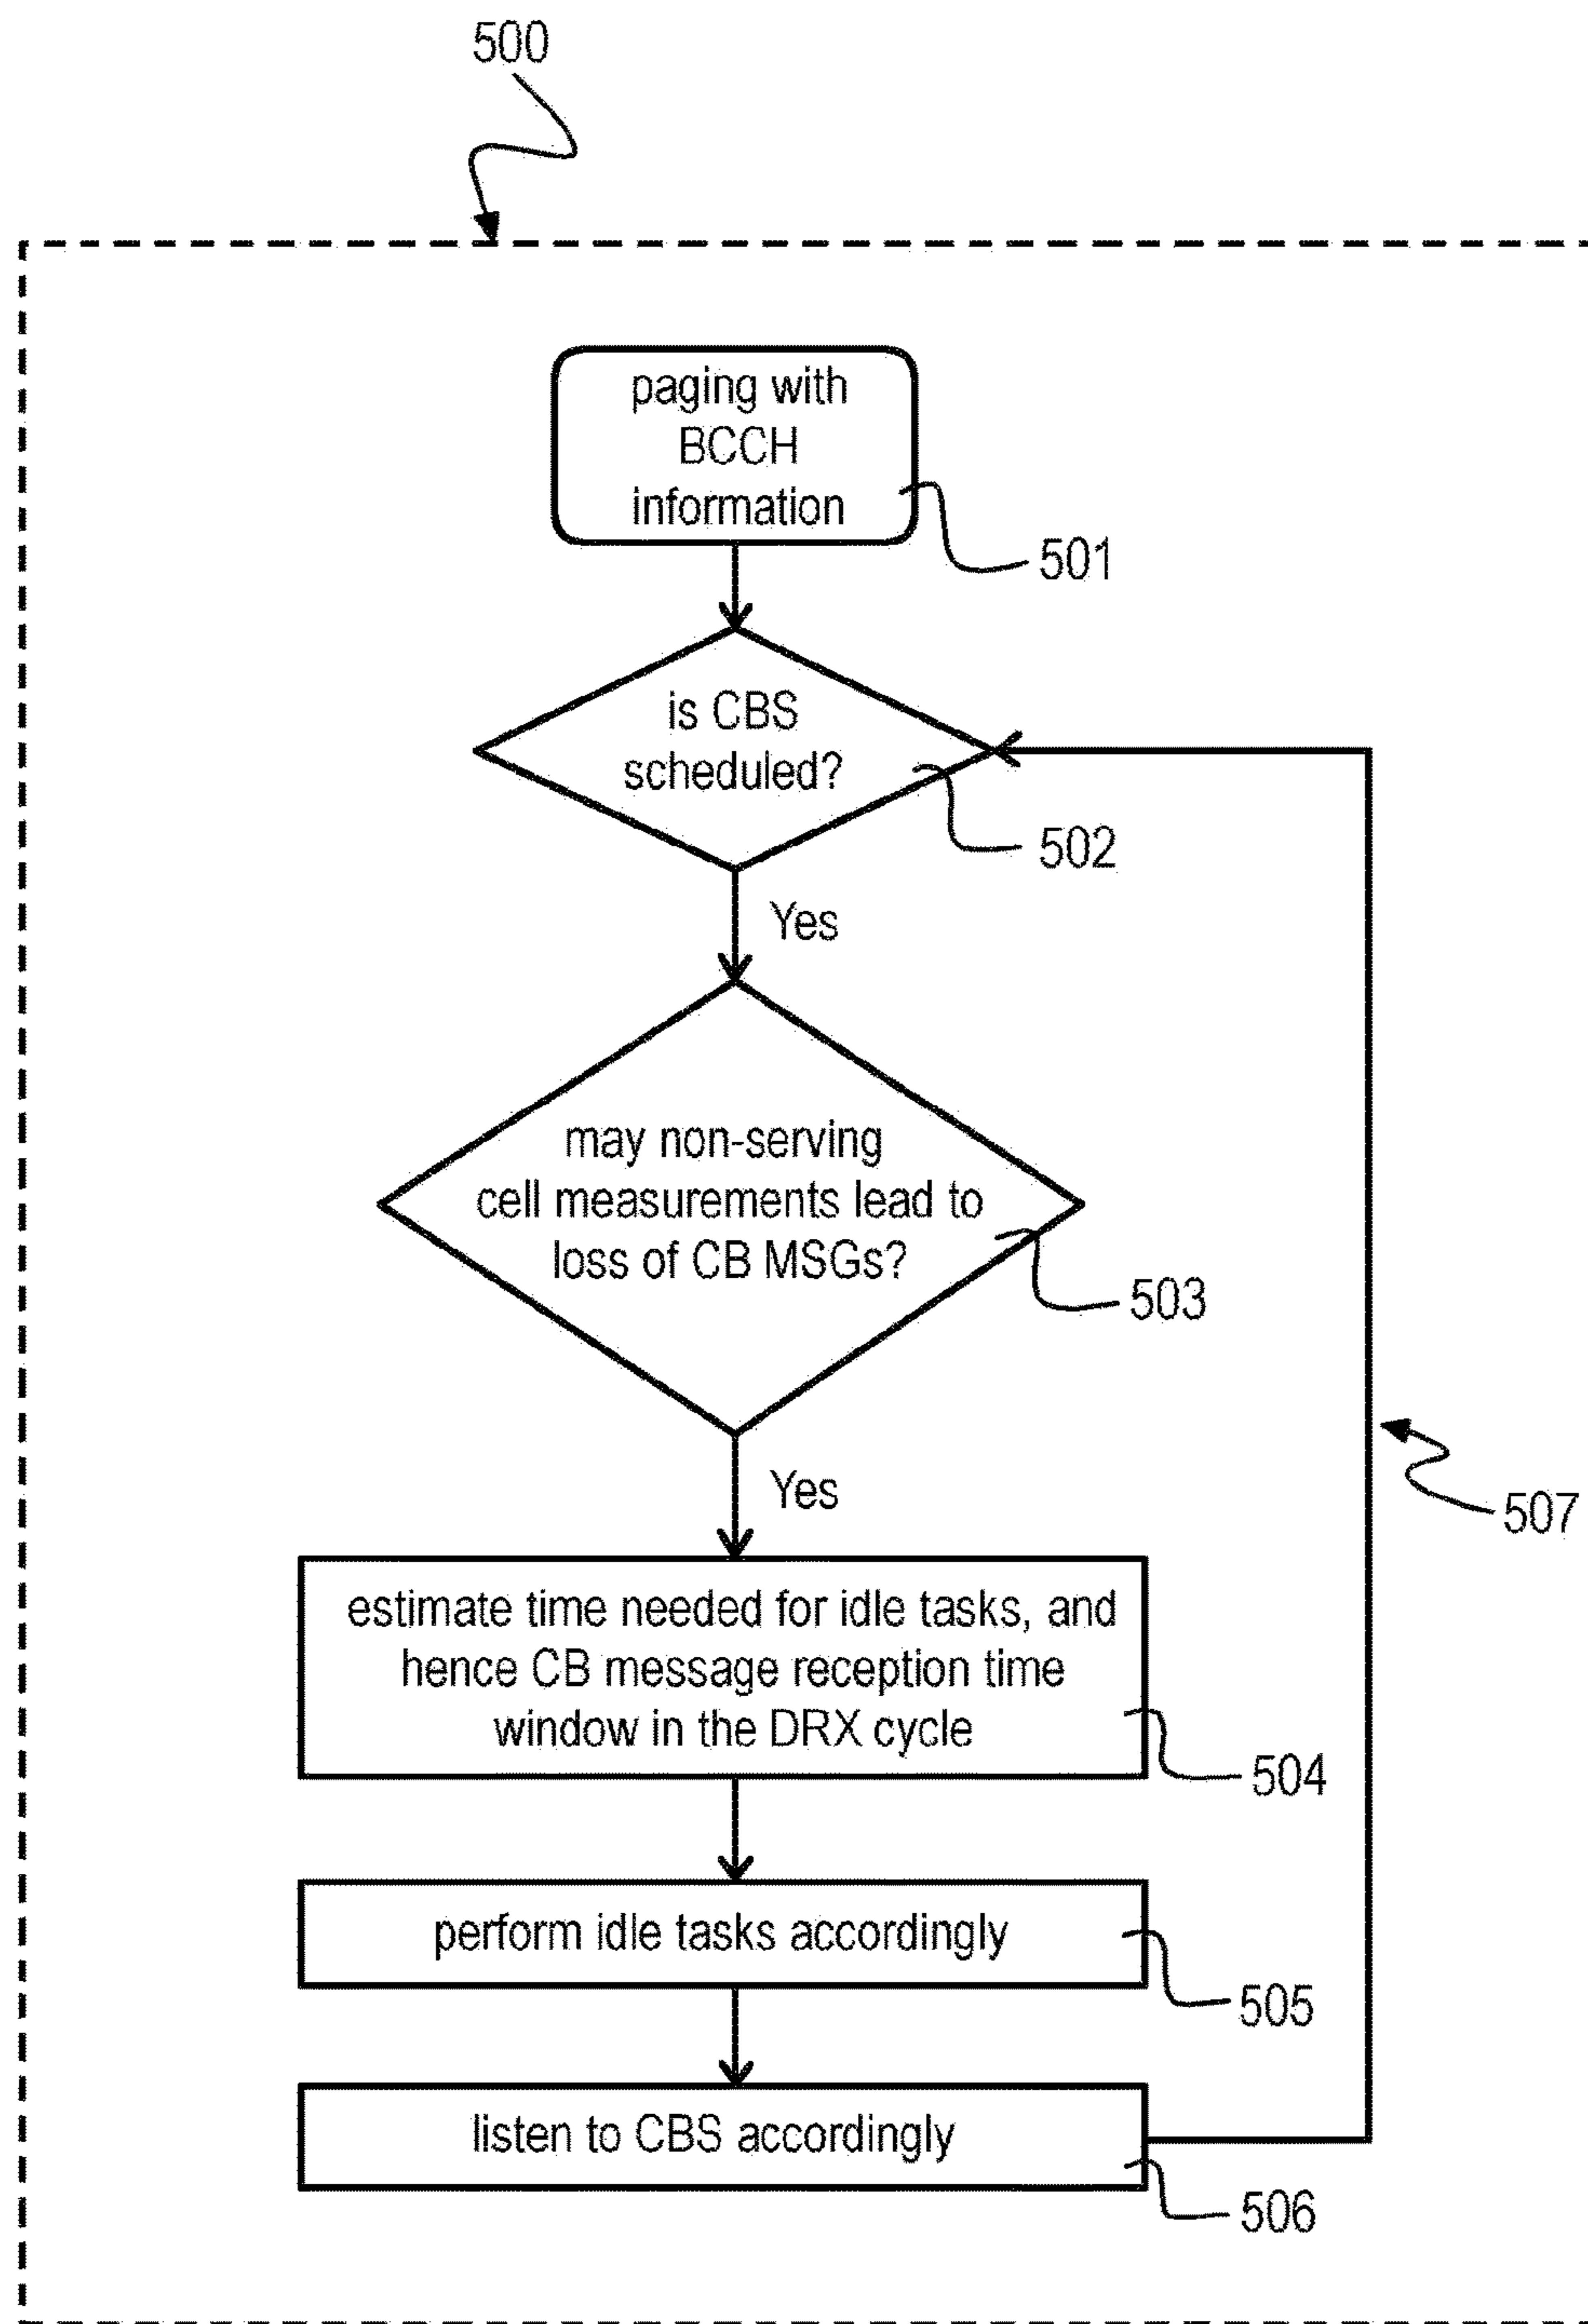 500
paging with
BCCH
information
501
is CBS
scheduled?
502
Yes
may non-serving
cell measurements lead to
loss of CB MSGs?
503
Yes
507
estimate time needed for idle tasks, and
hence CB message reception time
window in the DRX cycle
504
perform idle tasks accordingly
505
listen to CBS accordingly
506